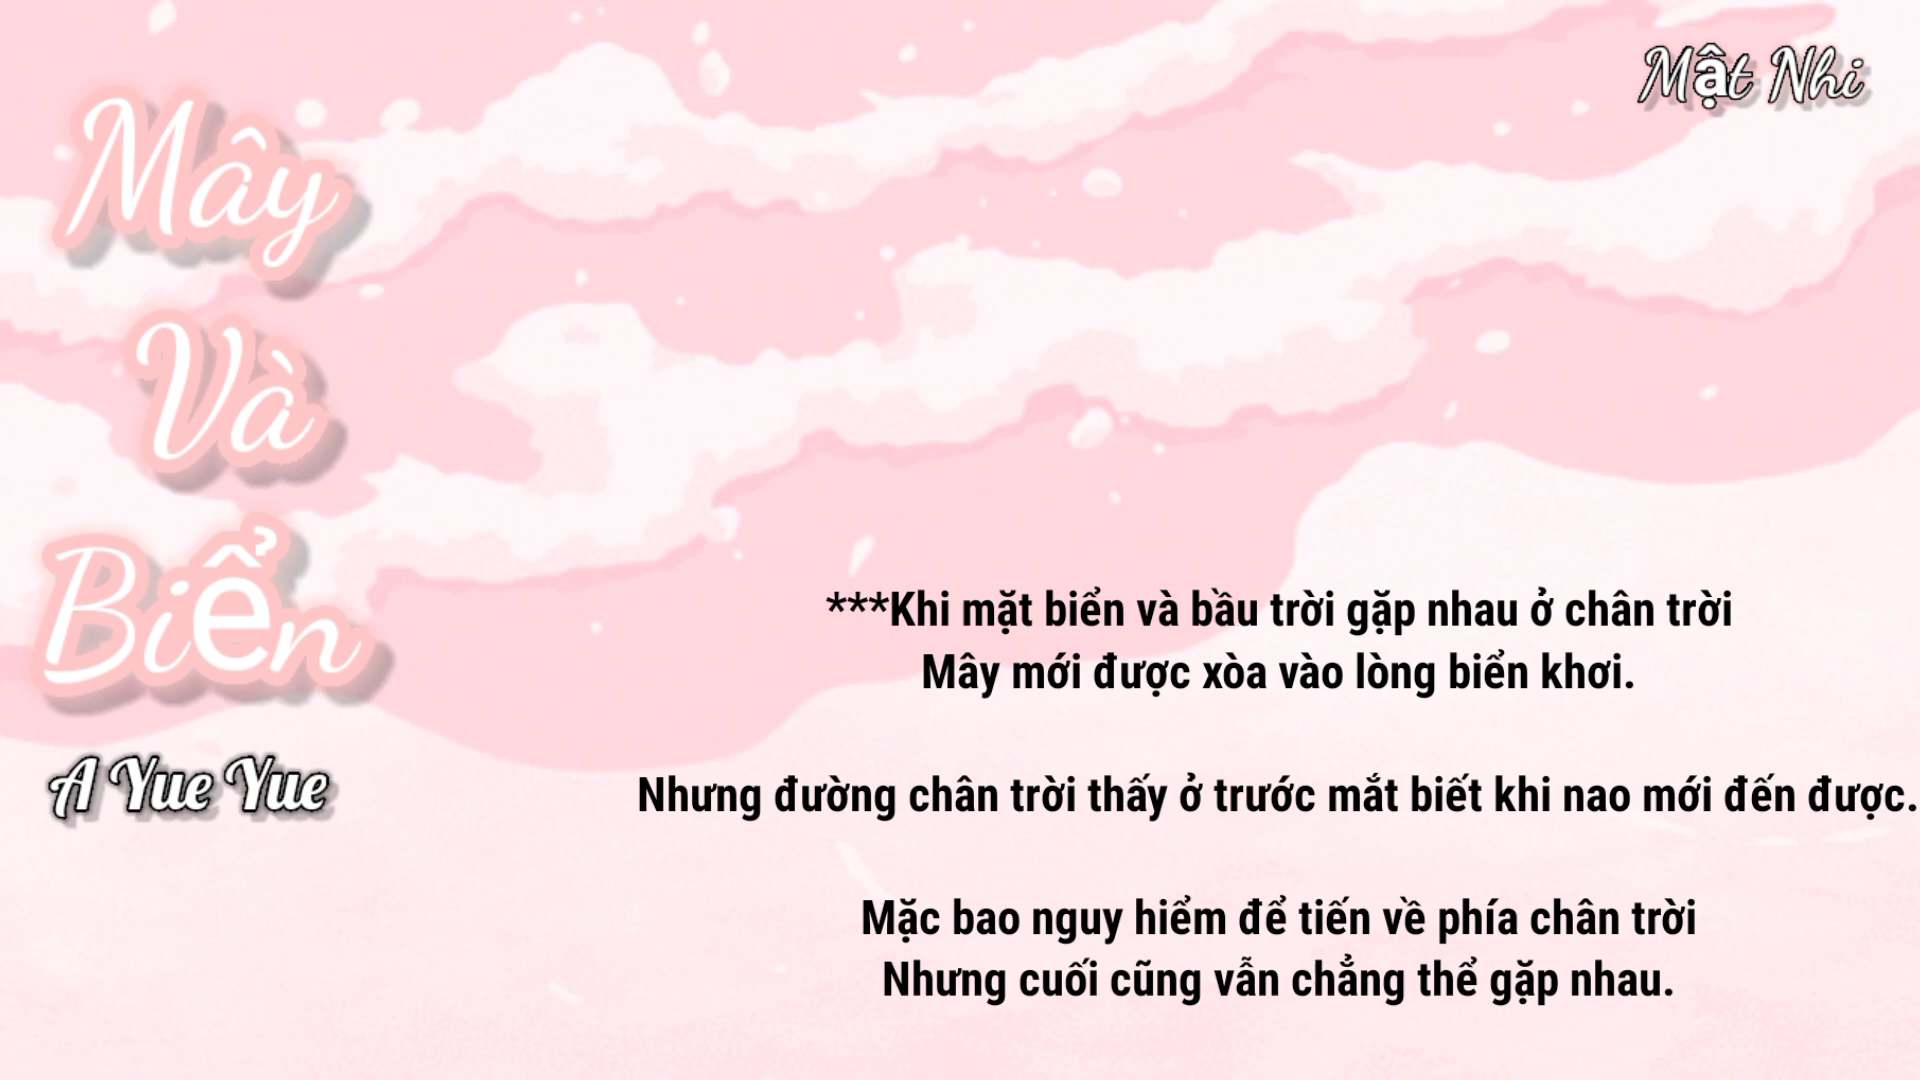 Mật Nhi
Mây
Và
Biển
A Yue Yue
***Khi mặt biển và bầu trời gặp nhau ở chân trời
Mây mới được xòa vào lòng biển khơi.
Nhưng đường chân trời thấy ở trước mắt biết khi nao mới đến được.
Mặc bao nguy hiểm để tiến về phía chân trời
Nhưng cuối cũng vẫn chẳng thể gặp nhau.